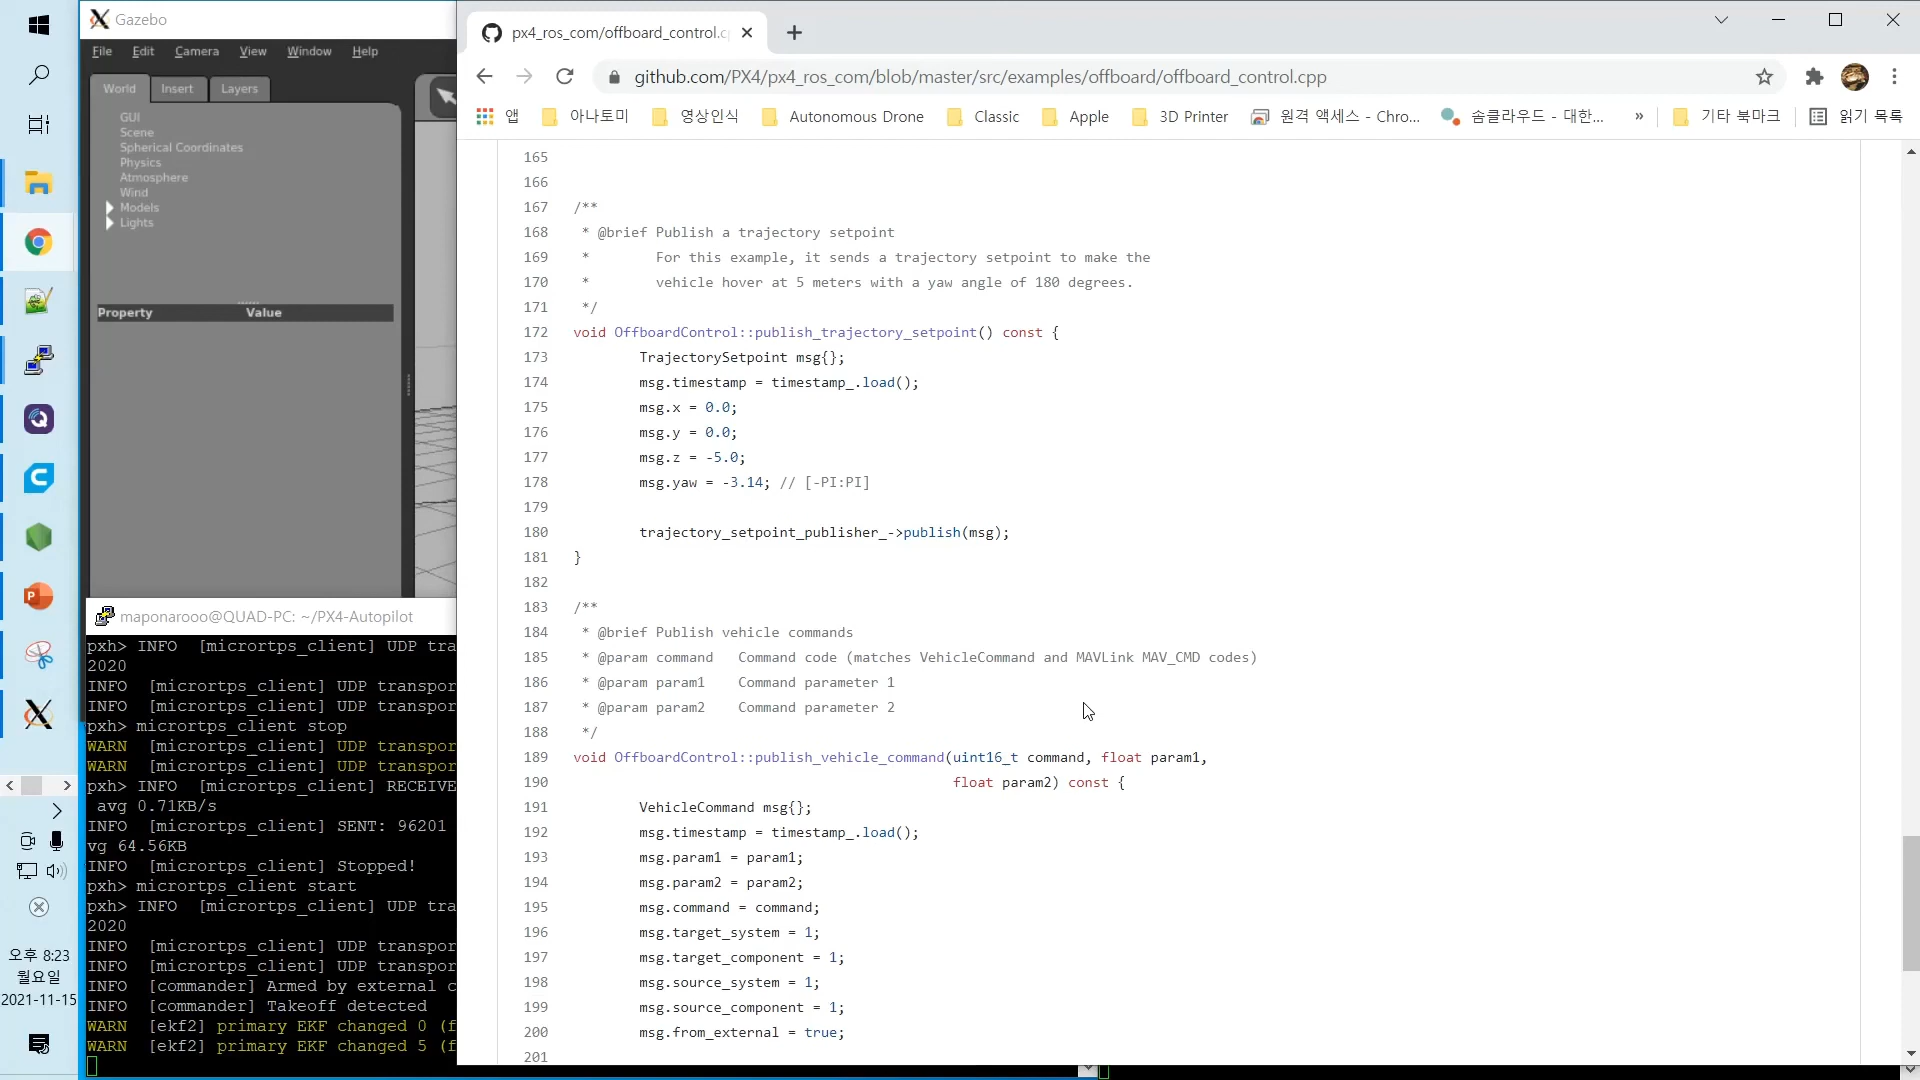 Gazebo
File Edit Camera View Window Help
World Insert Layers
GUI
Scene
Spherical Coordinates
Physics
Atmosphere
Wind
Models
Lights
Property Value
maponarooo@QUAD-PC: ~/PX4-Autopilot
pxh> INFO [micrortps_client] UDP tra
2020
INFO [micrortps_client] UDP transpor
INFO [micrortps_client] UDP transpor
pxh> micrortps_client stop
WARN [micrortps_client] UDP transpor
WARN [micrortps_client] UDP transpor
pxh> INFO [micrortps_client] RECEIVE
avg 0.71KB/s
INFO [micrortps_client] SENT: 96201
vg 64.56KB
INFO [micrortps_client] Stopped!
pxh> micrortps_client start
pxh> INFO [micrortps_client] UDP tra
2020
INFO [micrortps_client] UDP transpor
INFO [micrortps_client] UDP transpor
INFO [commander] Armed by external c
INFO [commander] Takeoff detected
WARN [ekf2] primary EKF changed 0 (f
WARN [ekf2] primary EKF changed 5 (f
오후 8:23
월요일
2021-11-15
px4_ros_com/offboard_control.c
github.com/PX4/px4_ros_com/blob/master/src/examples/offboard/offboard_control.cpp
앱 아나토미 영상인식 Autonomous Drone Classic Apple 3D Printer 원격 액세스 - Chro... 솜클라우드 - 대한... » 기타 북마크 읽기 목록
165
166
167 /**
168 * @brief Publish a trajectory setpoint
169 * For this example, it sends a trajectory setpoint to make the
170 * vehicle hover at 5 meters with a yaw angle of 180 degrees.
171 */
172 void OffboardControl::publish_trajectory_setpoint() const {
173 TrajectorySetpoint msg{};
174 msg.timestamp = timestamp_.load();
175 msg.x = 0.0;
176 msg.y = 0.0;
177 msg.z = -5.0;
178 msg.yaw = -3.14; // [-PI:PI]
179
180 trajectory_setpoint_publisher_->publish(msg);
181 }
182
183 /**
184 * @brief Publish vehicle commands
185 * @param command Command code (matches VehicleCommand and MAVLink MAV_CMD codes)
186 * @param param1 Command parameter 1
187 * @param param2 Command parameter 2
188 */
189 void OffboardControl::publish_vehicle_command(uint16_t command, float param1,
190 float param2) const {
191 VehicleCommand msg{};
192 msg.timestamp = timestamp_.load();
193 msg.param1 = param1;
194 msg.param2 = param2;
195 msg.command = command;
196 msg.target_system = 1;
197 msg.target_component = 1;
198 msg.source_system = 1;
199 msg.source_component = 1;
200 msg.from_external = true;
201